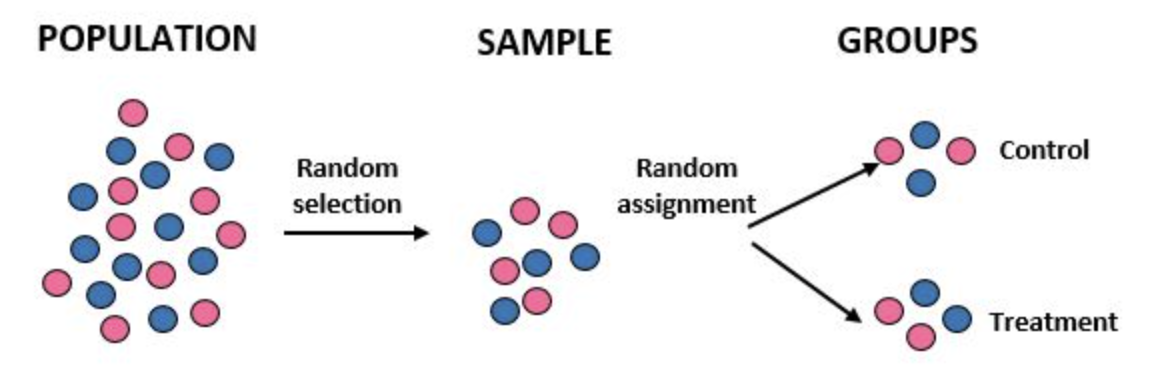 POPULATION
SAMPLE
GROUPS
Random
selection
Random
assignment
Control
Treatment